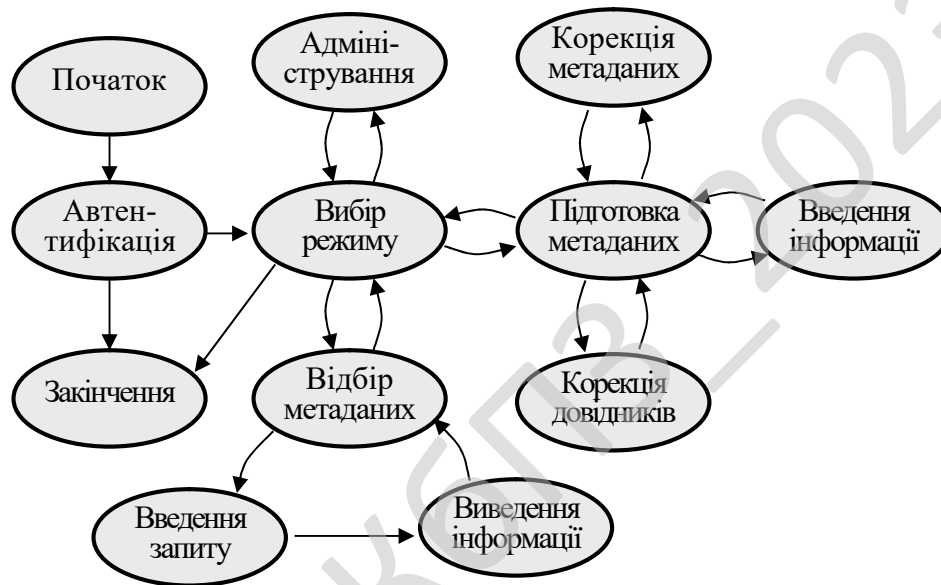 Початок
Адміні-
стрування
Корекція
метаданих
Автен-
тифікація
Вибір
режиму
Підготовка
метаданих
Введення
інформації
Закінчення
Відбір
метаданих
Корекція
довідників
Введення
запиту
Виведення
інформації